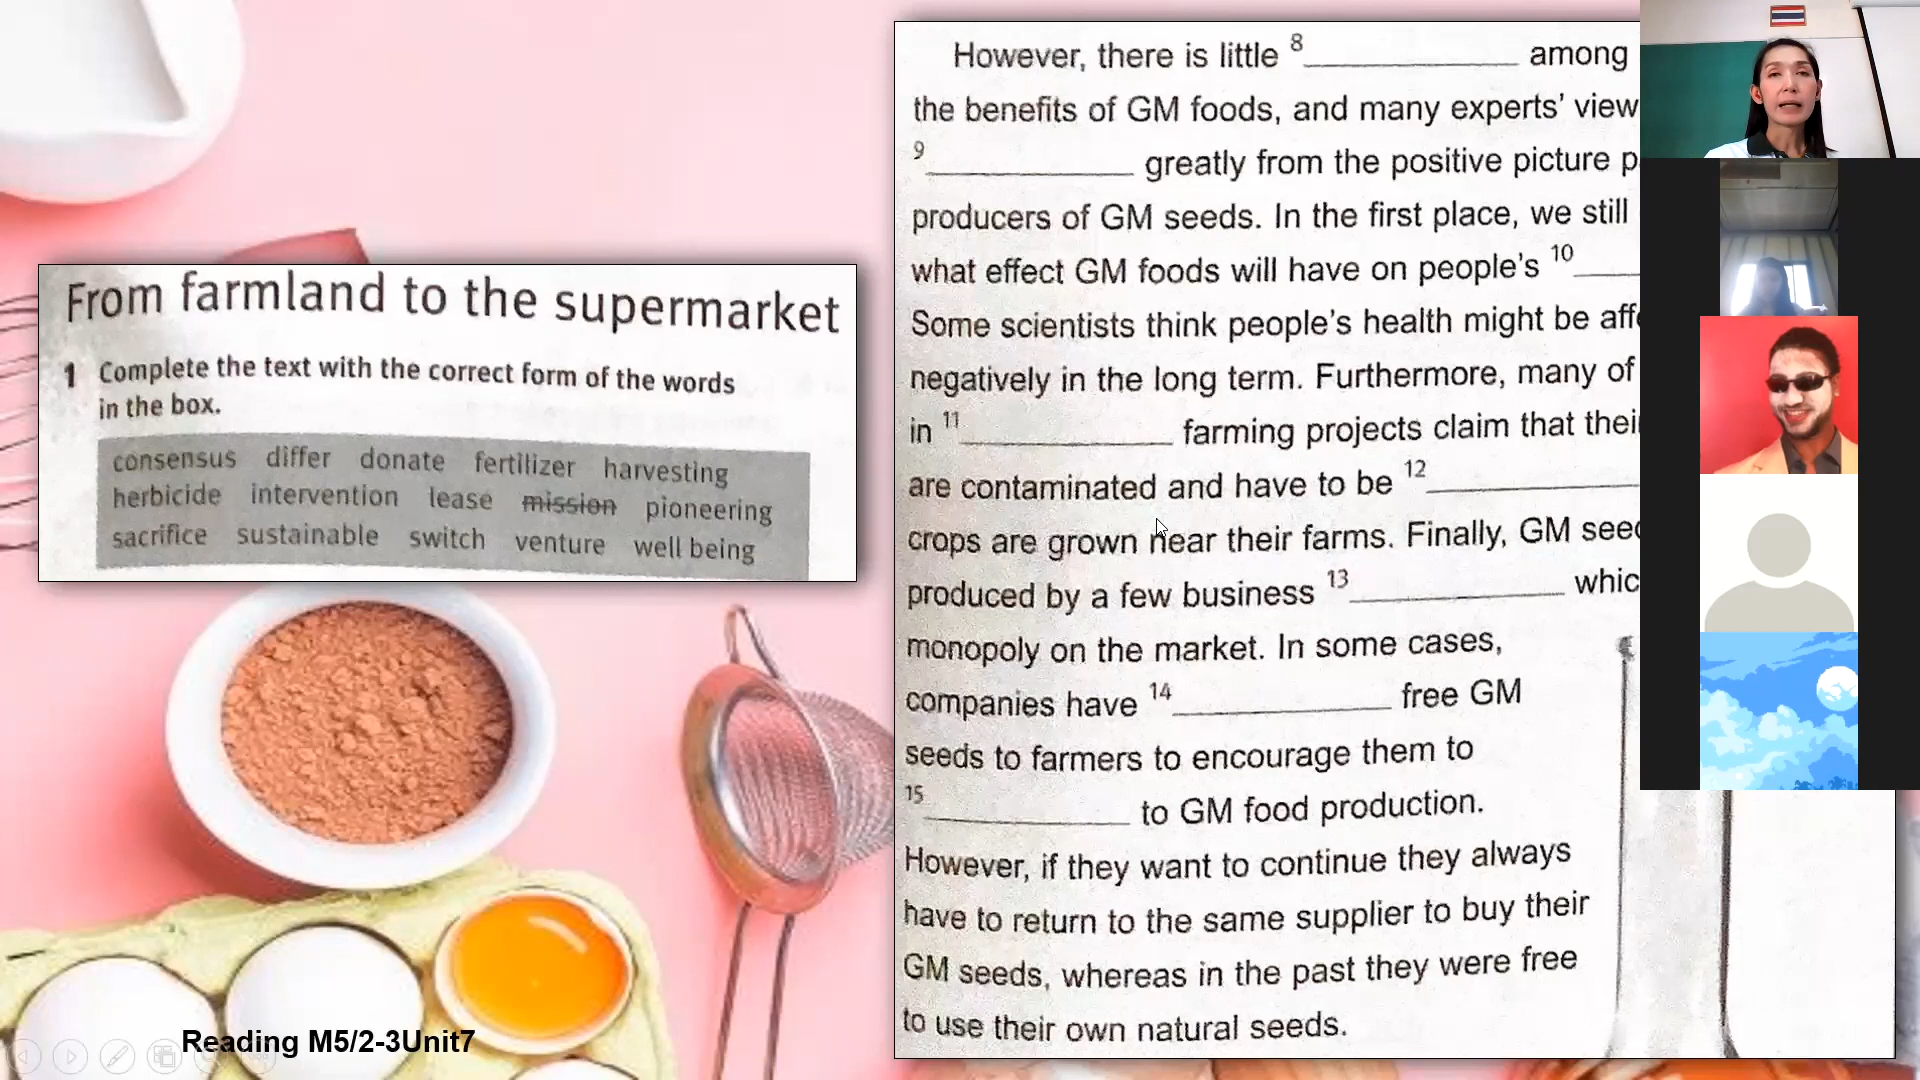 From farmland to the supermarket
1 Complete the text with the correct form of the words
in the box.
consensus differ donate fertilizer harvesting
herbicide intervention lease mission pioneering
sacrifice sustainable switch venture well being
Reading M5/2-3Unit7
However, there is little 8 ____________ among
the benefits of GM foods, and many experts' view
9 ____________ greatly from the positive picture
producers of GM seeds. In the first place, we still
what effect GM foods will have on people's 10 ____
Some scientists think people's health might be
negatively in the long term. Furthermore, many of
in 11 ____________ farming projects claim that
are contaminated and have to be 12 ____________
crops are grown near their farms. Finally, GM
produced by a few business 13 ____________
monopoly on the market. In some cases,
companies have 14 ____________ free GM
seeds to farmers to encourage them to
15 ____________ to GM food production.
However, if they want to continue they always
have to return to the same supplier to buy their
GM seeds, whereas in the past they were free
to use their own natural seeds.